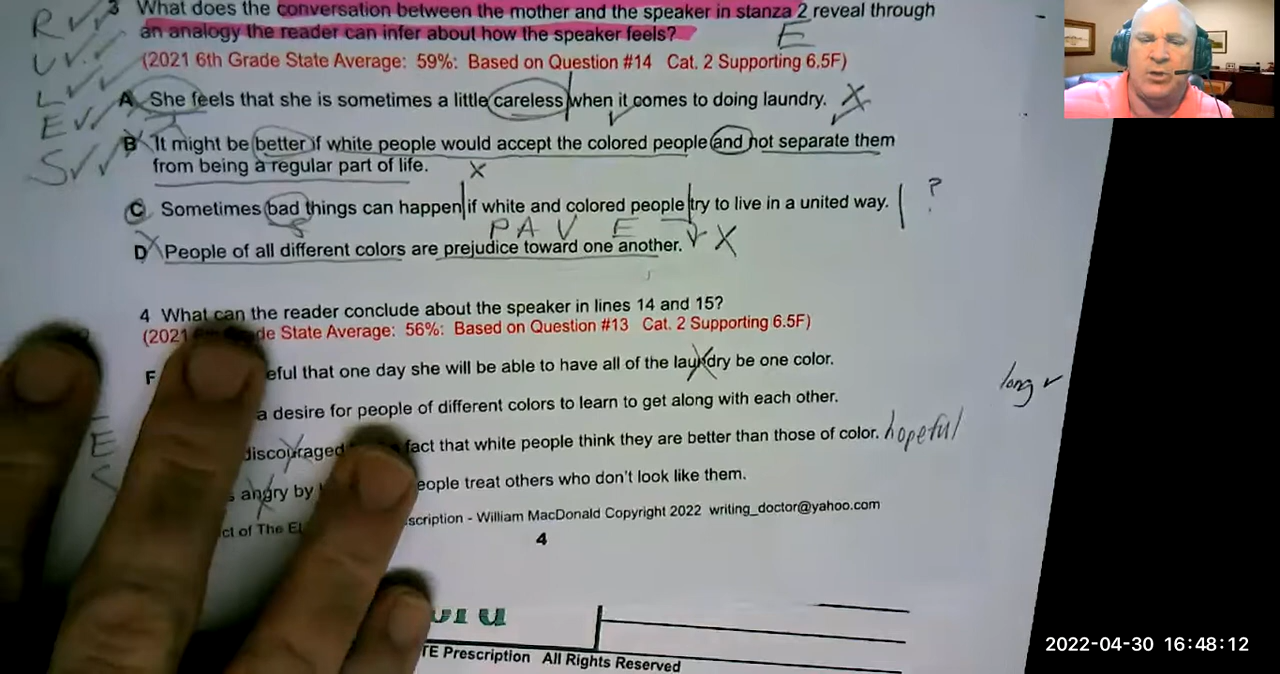 3 What does the conversation between the mother and the speaker in stanza 2 reveal through
R an analogy the reader can infer about how the speaker feels? E
U (2021 6th Grade State Average: 59%: Based on Question #14 Cat. 2 Supporting 6.5F)
L A She feels that she is sometimes a little careless when it comes to doing laundry. X
E B It might be better if white people would accept the colored people and not separate them
S from being a regular part of life. X
C Sometimes bad things can happen if white and colored people try to live in a united way. ?
P A V E
D People of all different colors are prejudice toward one another. X
4 What can the reader conclude about the speaker in lines 14 and 15?
(2021 de State Average: 56%: Based on Question #13 Cat. 2 Supporting 6.5F)
F eful that one day she will be able to have all of the laundry be one color.
long
a desire for people of different colors to learn to get along with each other.
E discouraged fact that white people think they are better than those of color. hopeful
S angry by eople treat others who don't look like them.
ct of The EL scription - William MacDonald Copyright 2022 writing_doctor@yahoo.com
4
TE Prescription All Rights Reserved
2022-04-30 16:48:12